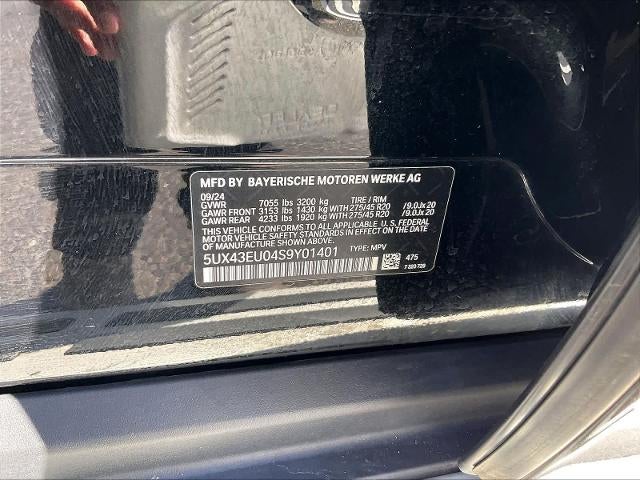 MFD BY BAYERISCHE MOTOREN WERKE AG
09/24
GVWR 7055 lbs 3200 kg TIRE / RIM
GAWR FRONT 3153 lbs 1430 kg WITH 275/45 R20 /9.0Jx20
GAWR REAR 4233 lbs 1920 kg WITH 275/45 R20 /9.0Jx20
THIS VEHICLE CONFORMS TO ALL APPLICABLE U.S. FEDERAL
MOTOR VEHICLE SAFETY STANDARDS IN EFFECT ON
THE DATE OF MANUFACTURE SHOWN ABOVE.
5UX43EU04S9Y01401 TYPE: MPV
475